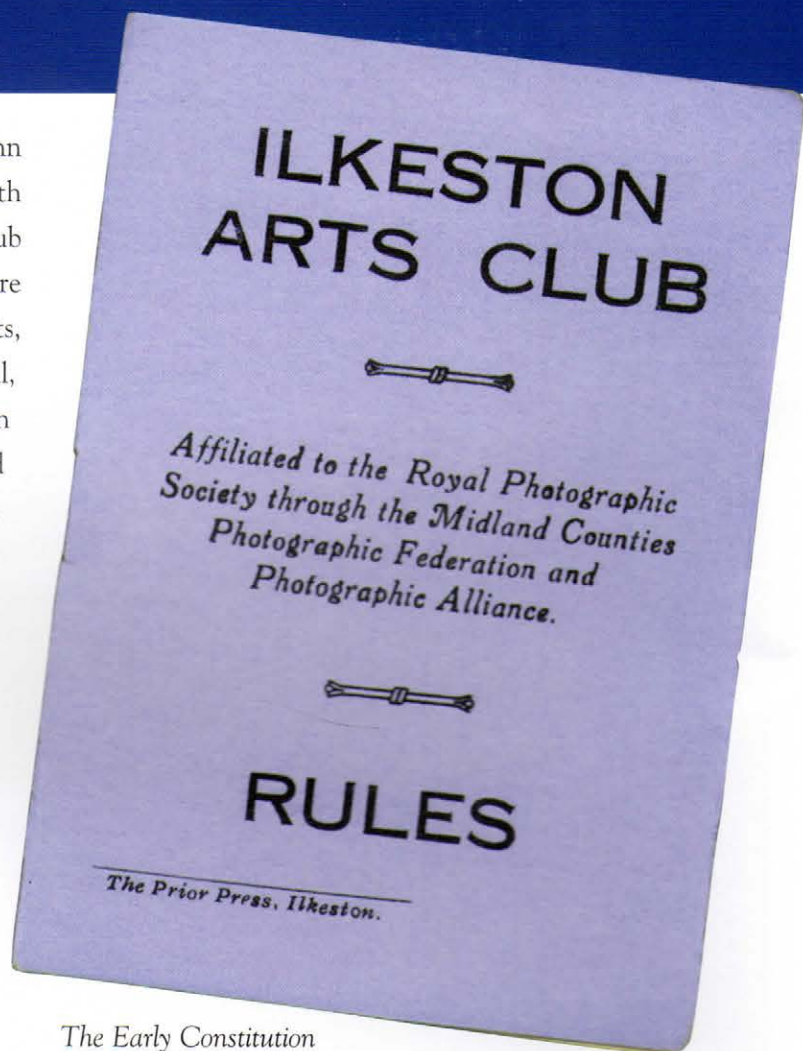 ILKESTON
ARTS CLUB
Affiliated to the Royal Photographic
Society through the Midland Counties
Photographic Federation and
Photographic Alliance.
RULES
The Prior Press, Ilkeston.
The Early Constitution